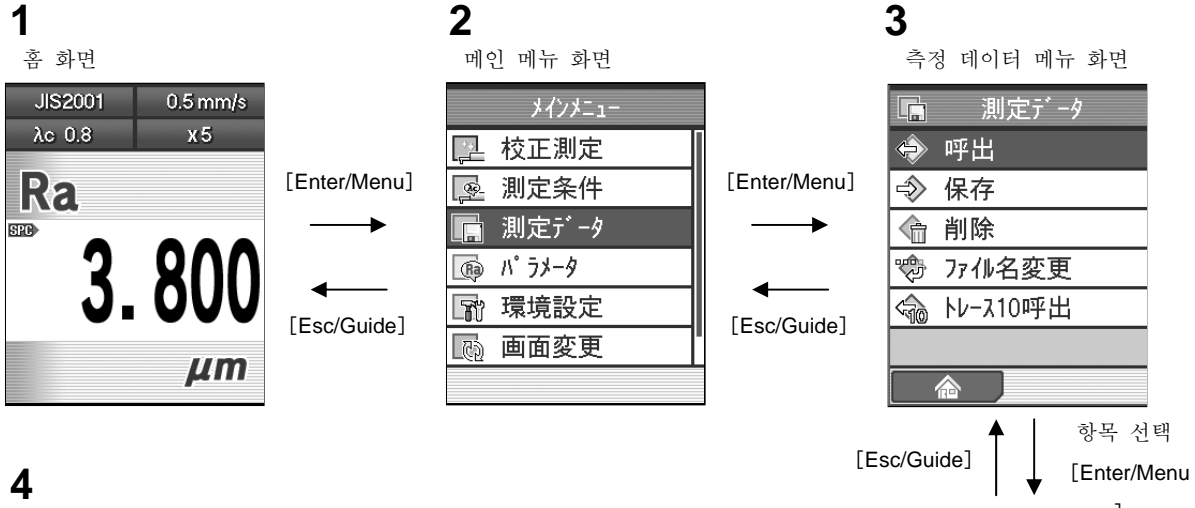 1
홈 화면
JIS2001 0.5 mm/s
λc 0.8 x 5
Ra
SPC
3.800
μm
[Enter/Menu]
[Esc/Guide]
2
메인 메뉴 화면
ﾒｲﾝﾒﾆｭｰ
校正測定
測定条件
測定ﾃﾞｰﾀ
ﾊﾟﾗﾒｰﾀ
環境設定
画面変更
[Enter/Menu]
[Esc/Guide]
3
측정 데이터 메뉴 화면
測定ﾃﾞｰﾀ
呼出
保存
削除
ﾌｧｲﾙ名変更
ﾄﾚｰｽ10呼出
항목 선택
[Esc/Guide]
[Enter/Menu
]
4